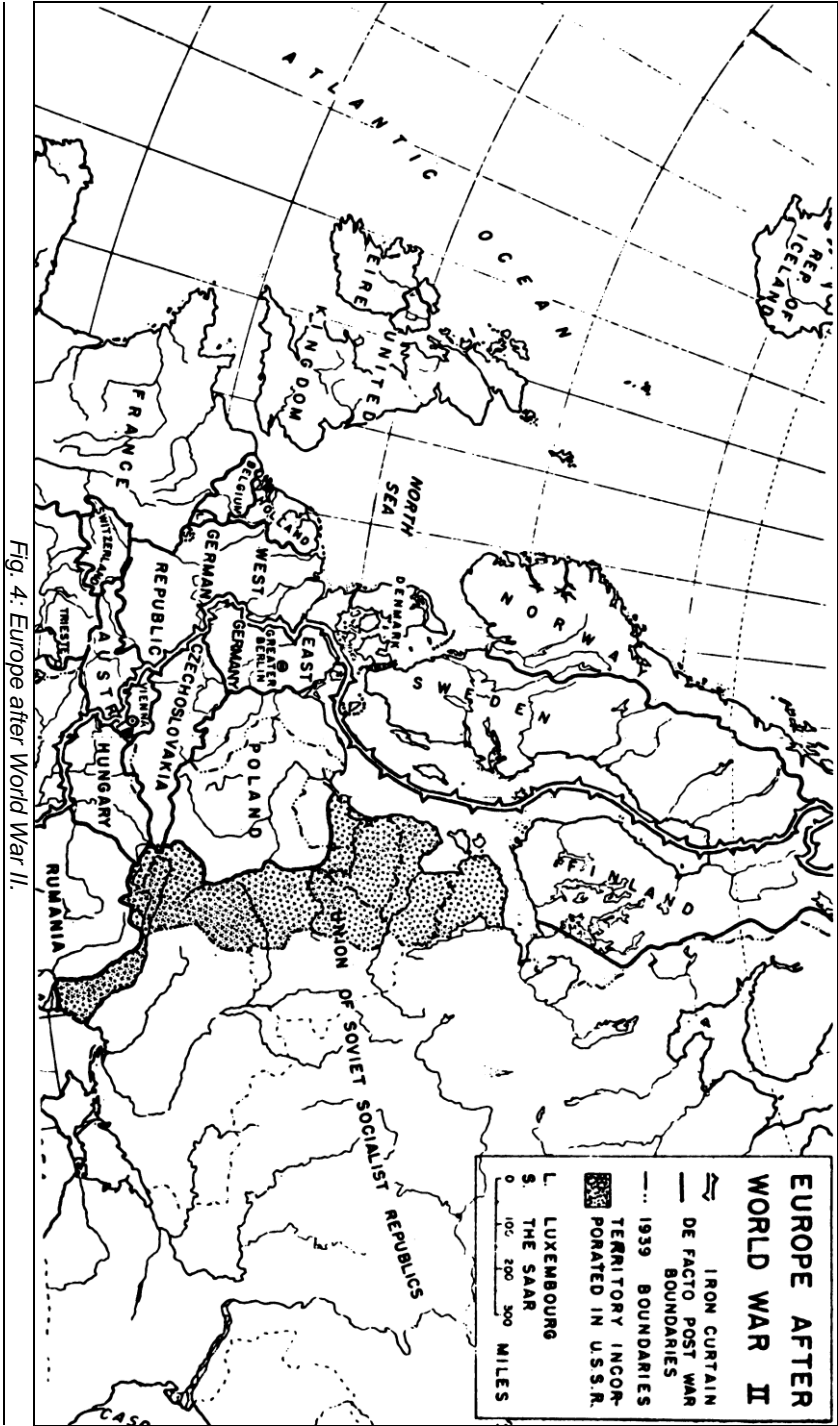 EUROPE AFTER
WORLD WAR II
IRON CURTAIN
DE FACTO POST WAR
BOUNDARIES
1939 BOUNDARIES
TERRITORY INCOR-
PORATED IN U.S.S.R.
L. LUXEMBOURG
S. THE SAAR
0 100 200 300 MILES
REP OF
ICELAND
ATLANTIC OCEAN
EIRE
UNITED
KINGDOM
NORTH
SEA
NORWAY
SWEDEN
FINLAND
DENMARK
HOLLAND
BELGIUM
WEST
GERMAN
REPUBLIC
EAST
GERMANY
GREATER
BERLIN
POLAND
CZECHOSLOVAKIA
FRANCE
SWITZERLAND
AUSTR
VIENNA
HUNGARY
TRIESTE
RUMANIA
UNION OF SOVIET SOCIALIST REPUBLICS
CASP
Fig. 4: Europe after World War II.